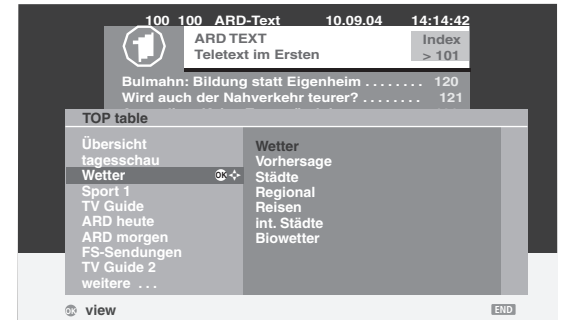 100 100 ARD-Text 10.09.04 14:14:42
ARD TEXT
Teletext im Ersten
Index
> 101
Bulmahn: Bildung statt Eigenheim ........ 120
Wird auch der Nahverkehr teurer? ........ 121
TOP table
Übersicht
tagesschau
Wetter OK
Sport 1
TV Guide
ARD heute
ARD morgen
FS-Sendungen
TV Guide 2
weitere ...
Wetter
Vorhersage
Städte
Regional
Reisen
int. Städte
Biowetter
OK view
END